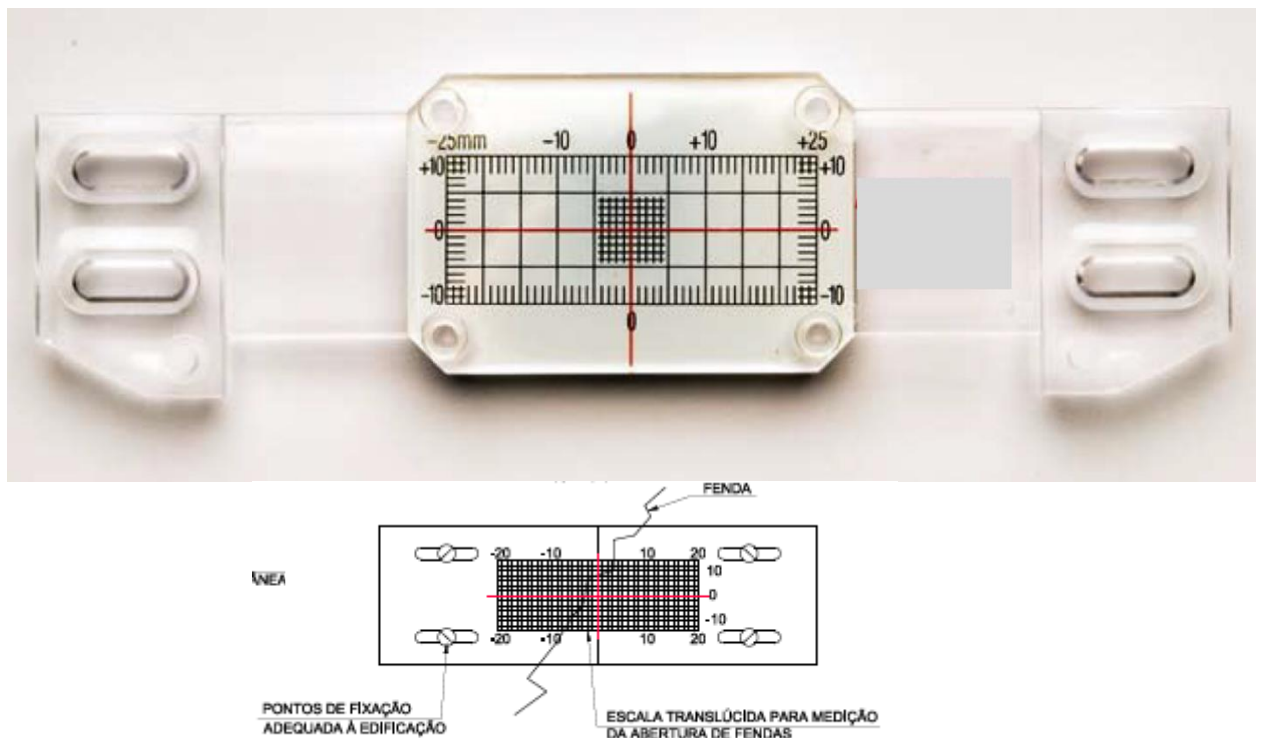 -25mm -10 0 +10 +25
+10 +10
0 0
-10 -10
0
FENDA
-20 -10 10 20
10
ÂNEA
0
-10
-20 -10 10 20
PONTOS DE FIXAÇÃO
ADEQUADA À EDIFICAÇÃO
ESCALA TRANSLÚCIDA PARA MEDIÇÃO
DA ABERTURA DE FENDAS